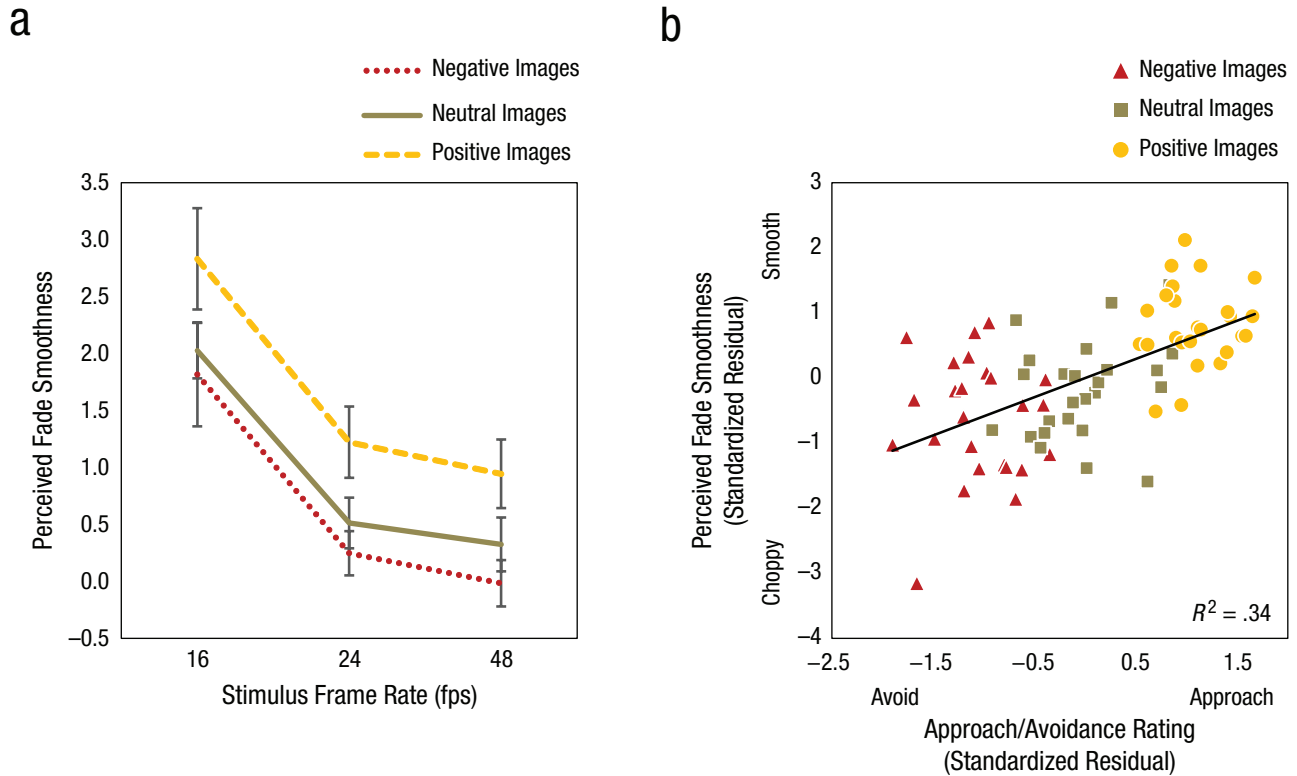 a
Negative Images
Neutral Images
Positive Images
3.5
3.0
2.5
2.0
1.5
1.0
0.5
0.0
–0.5
Perceived Fade Smoothness
16 24 48
Stimulus Frame Rate (fps)
b
Negative Images
Neutral Images
Positive Images
3
2
1
0
–1
–2
–3
–4
Perceived Fade Smoothness
(Standardized Residual)
Smooth
Choppy
R² = .34
–2.5 –1.5 –0.5 0.5 1.5
Avoid Approach
Approach/Avoidance Rating
(Standardized Residual)